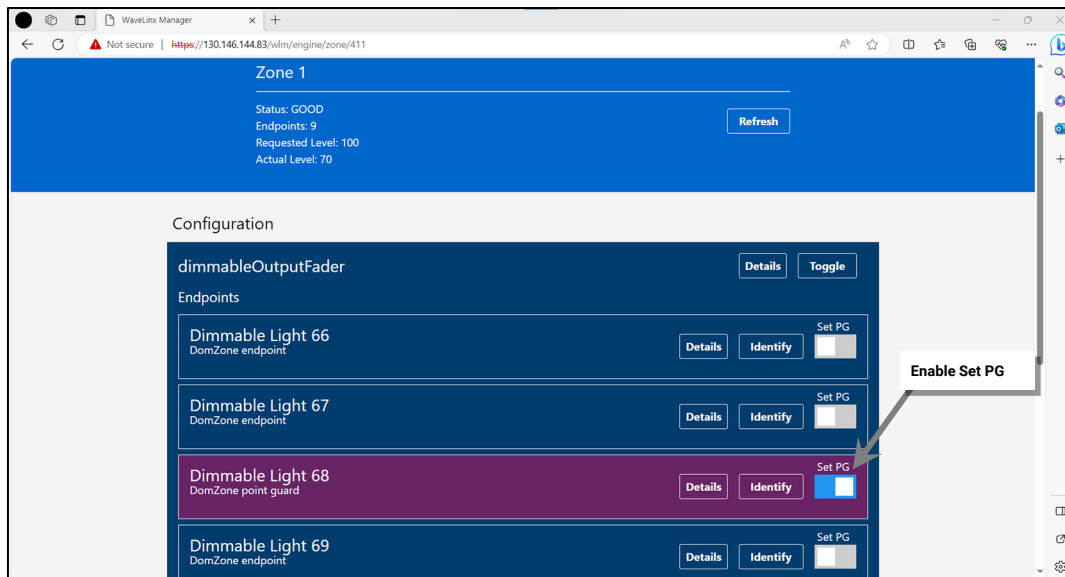 WaveLinx Manager
Not secure
https://130.146.144.83/wlm/engine/zone/411
Zone 1
Status: GOOD
Endpoints: 9
Requested Level: 100
Actual Level: 70
Refresh
Configuration
dimmableOutputFader
Details
Toggle
Endpoints
Dimmable Light 66
DomZone endpoint
Details
Identify
Set PG
Enable Set PG
Dimmable Light 67
DomZone endpoint
Details
Identify
Set PG
Dimmable Light 68
DomZone point guard
Details
Identify
Set PG
Dimmable Light 69
DomZone endpoint
Details
Identify
Set PG